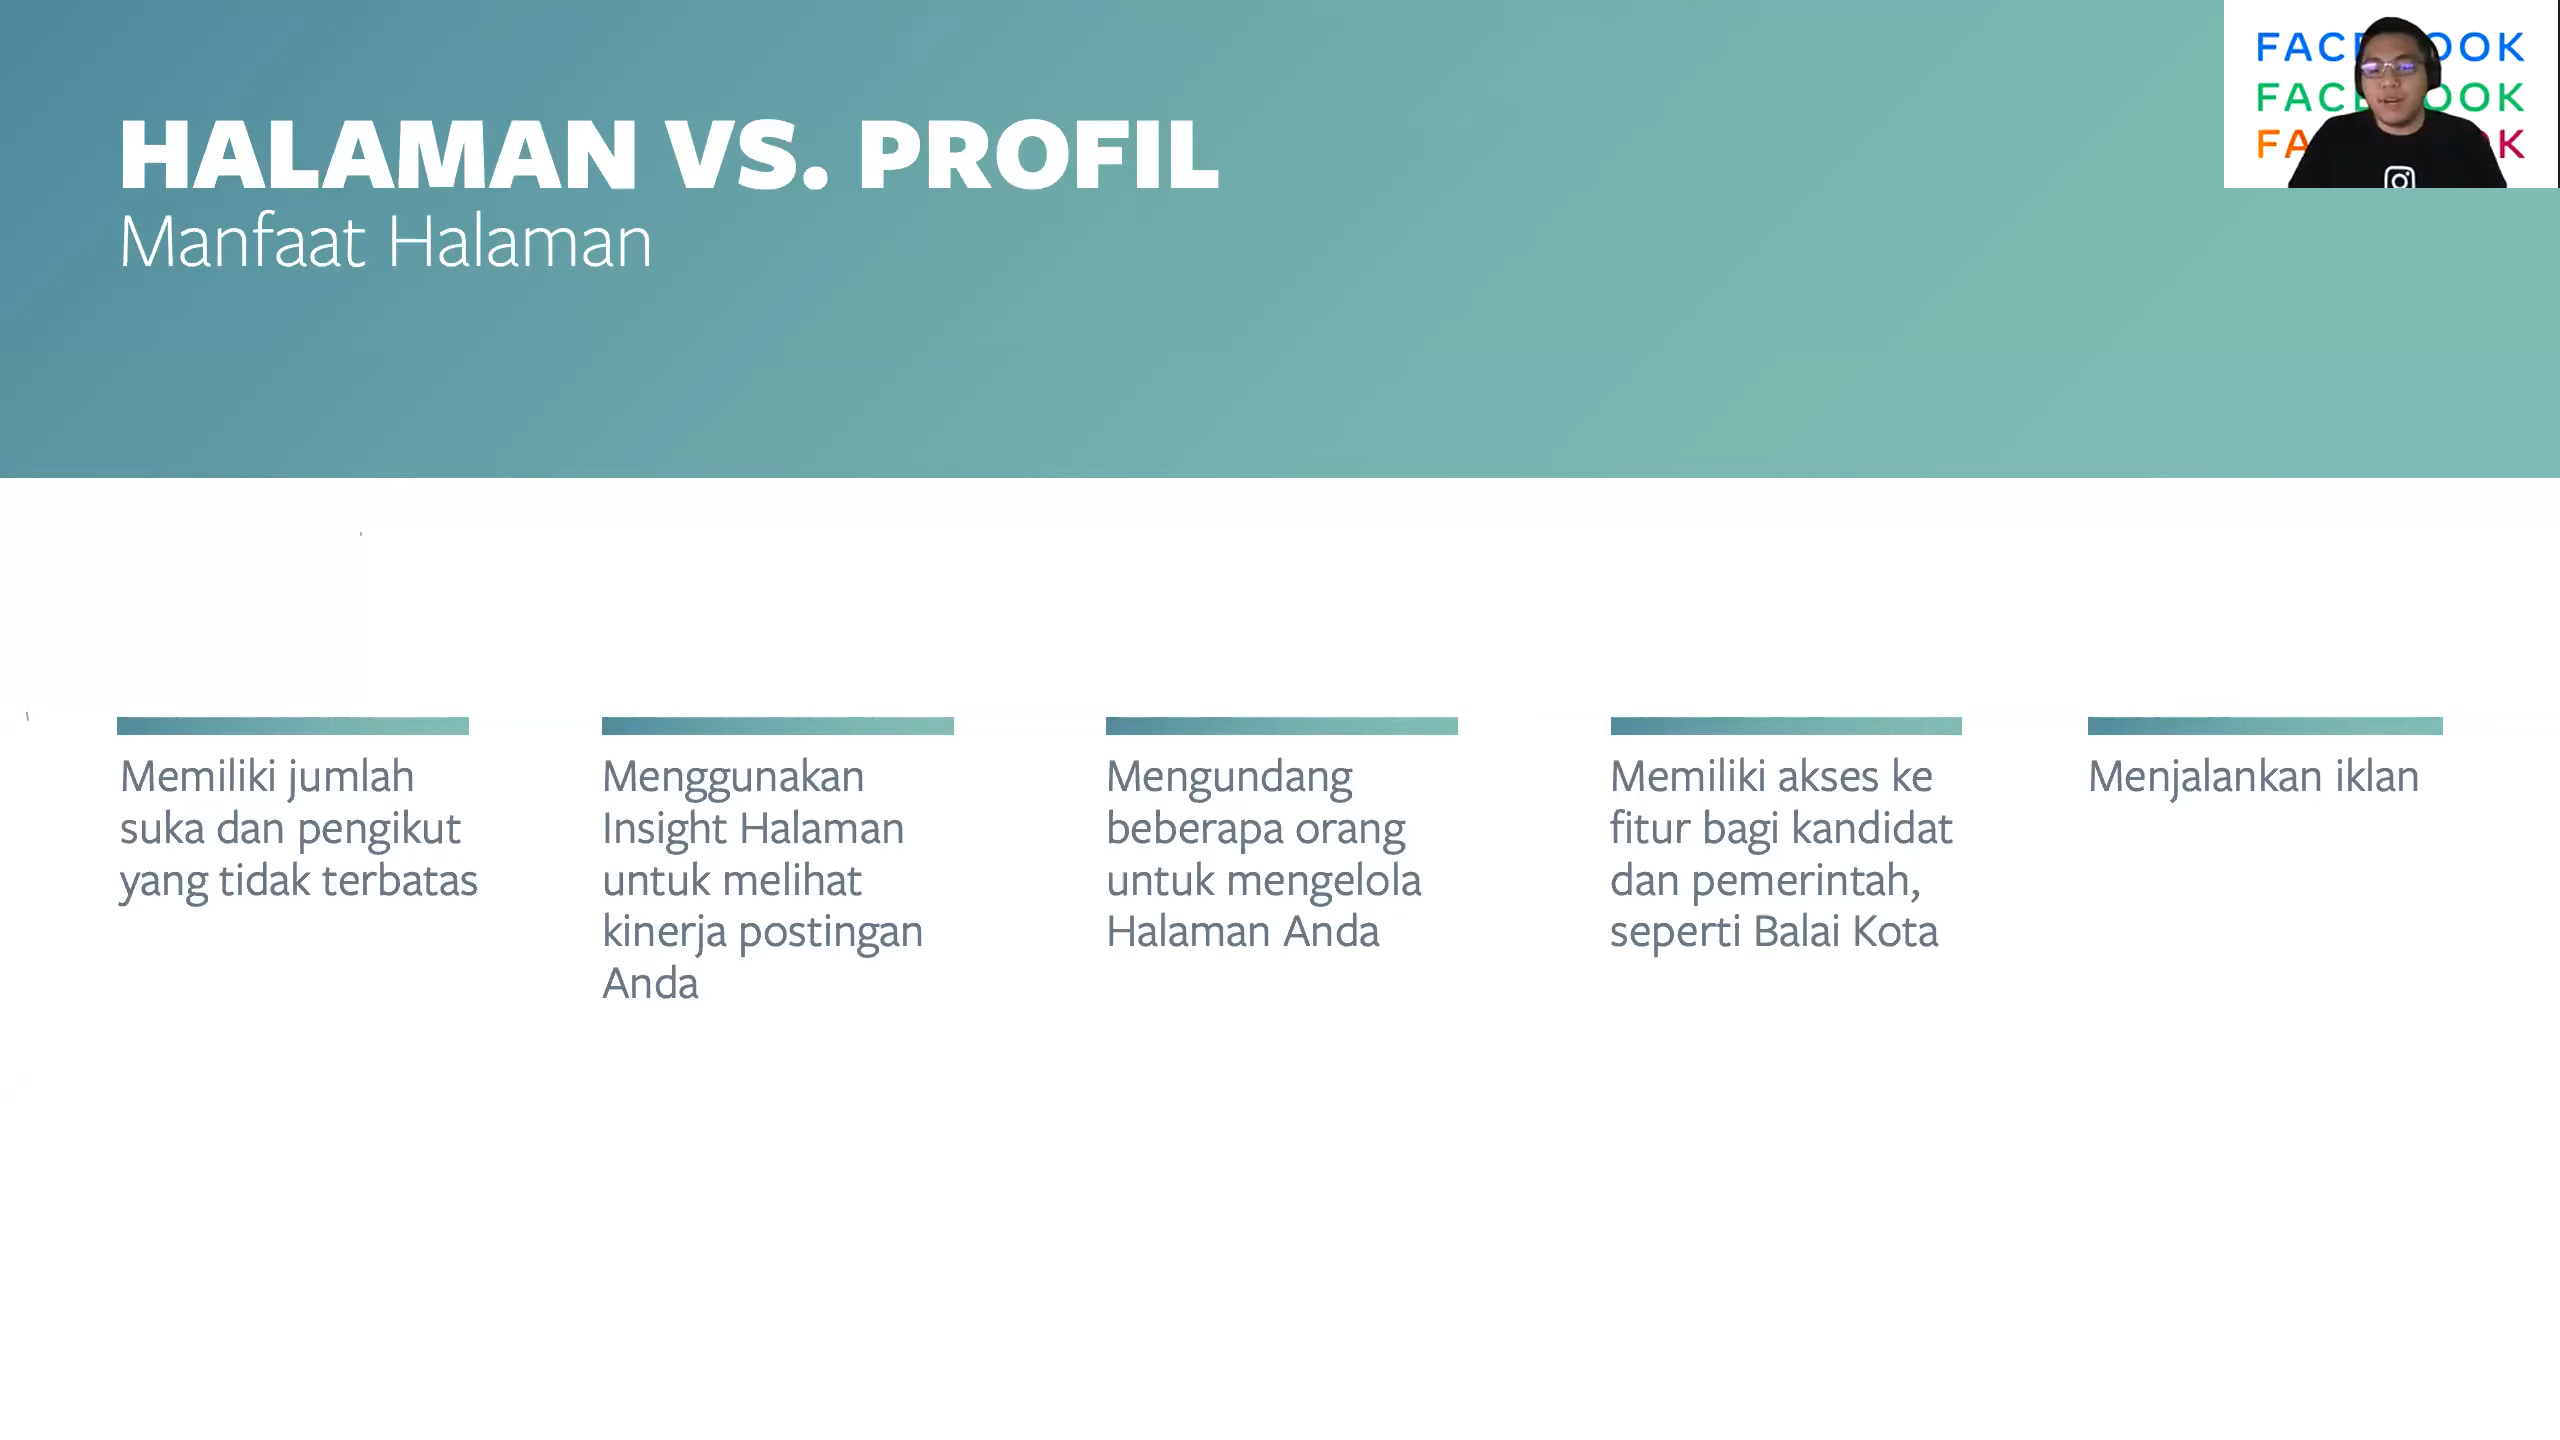 HALAMAN VS. PROFIL
Manfaat Halaman
Memiliki jumlah
suka dan pengikut
yang tidak terbatas
Menggunakan
Insight Halaman
untuk melihat
kinerja postingan
Anda
Mengundang
beberapa orang
untuk mengelola
Halaman Anda
Memiliki akses ke
fitur bagi kandidat
dan pemerintah,
seperti Balai Kota
Menjalankan iklan